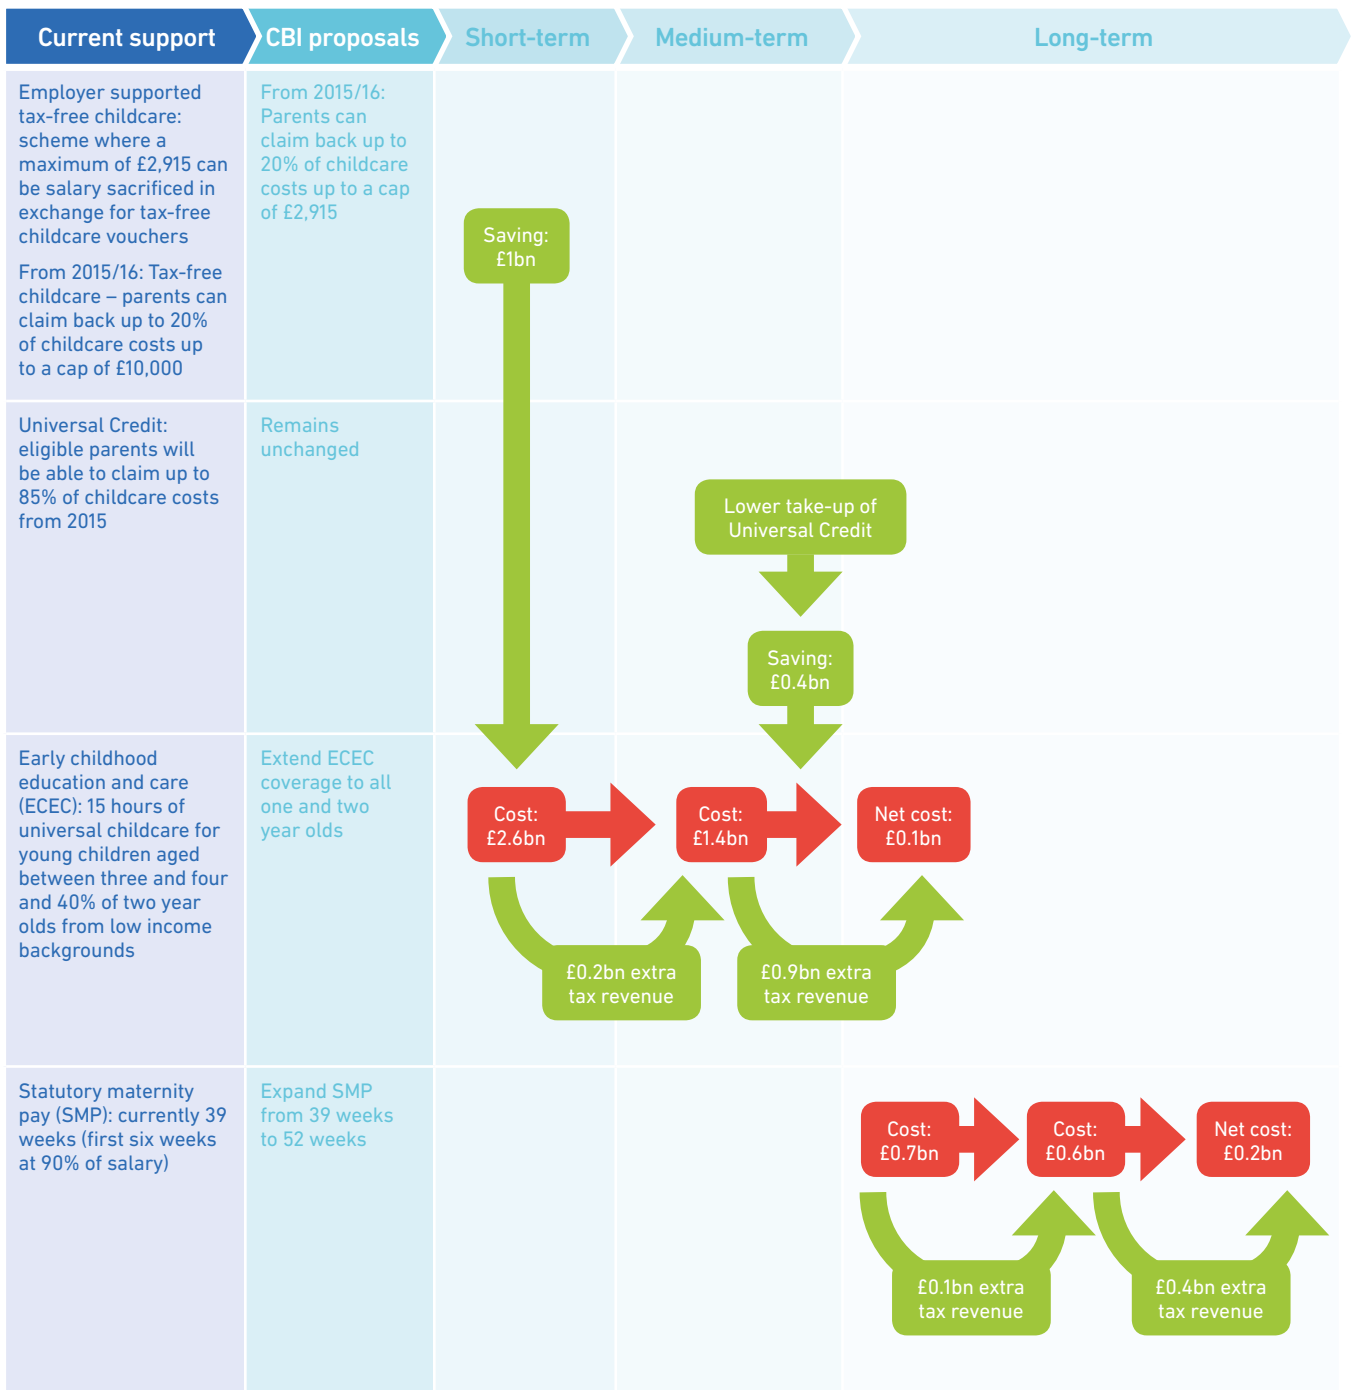 Current support
CBI proposals
Short-term
Medium-term
Long-term
Employer supported
tax-free childcare:
scheme where a
maximum of £2,915 can
be salary sacrificed in
exchange for tax-free
childcare vouchers
From 2015/16: Tax-free
childcare – parents can
claim back up to 20%
of childcare costs up
to a cap of £10,000
From 2015/16:
Parents can
claim back up to
20% of childcare
costs up to a cap
of £2,915
Saving:
£1bn
Universal Credit:
eligible parents will
be able to claim up to
85% of childcare costs
from 2015
Remains
unchanged
Lower take-up of
Universal Credit
Saving:
£0.4bn
Early childhood
education and care
(ECEC): 15 hours of
universal childcare for
young children aged
between three and four
and 40% of two year
olds from low income
backgrounds
Extend ECEC
coverage to all
one and two
year olds
Cost:
£2.6bn
Cost:
£1.4bn
Net cost:
£0.1bn
£0.2bn extra
tax revenue
£0.9bn extra
tax revenue
Statutory maternity
pay (SMP): currently 39
weeks (first six weeks
at 90% of salary)
Expand SMP
from 39 weeks
to 52 weeks
Cost:
£0.7bn
Cost:
£0.6bn
Net cost:
£0.2bn
£0.1bn extra
tax revenue
£0.4bn extra
tax revenue